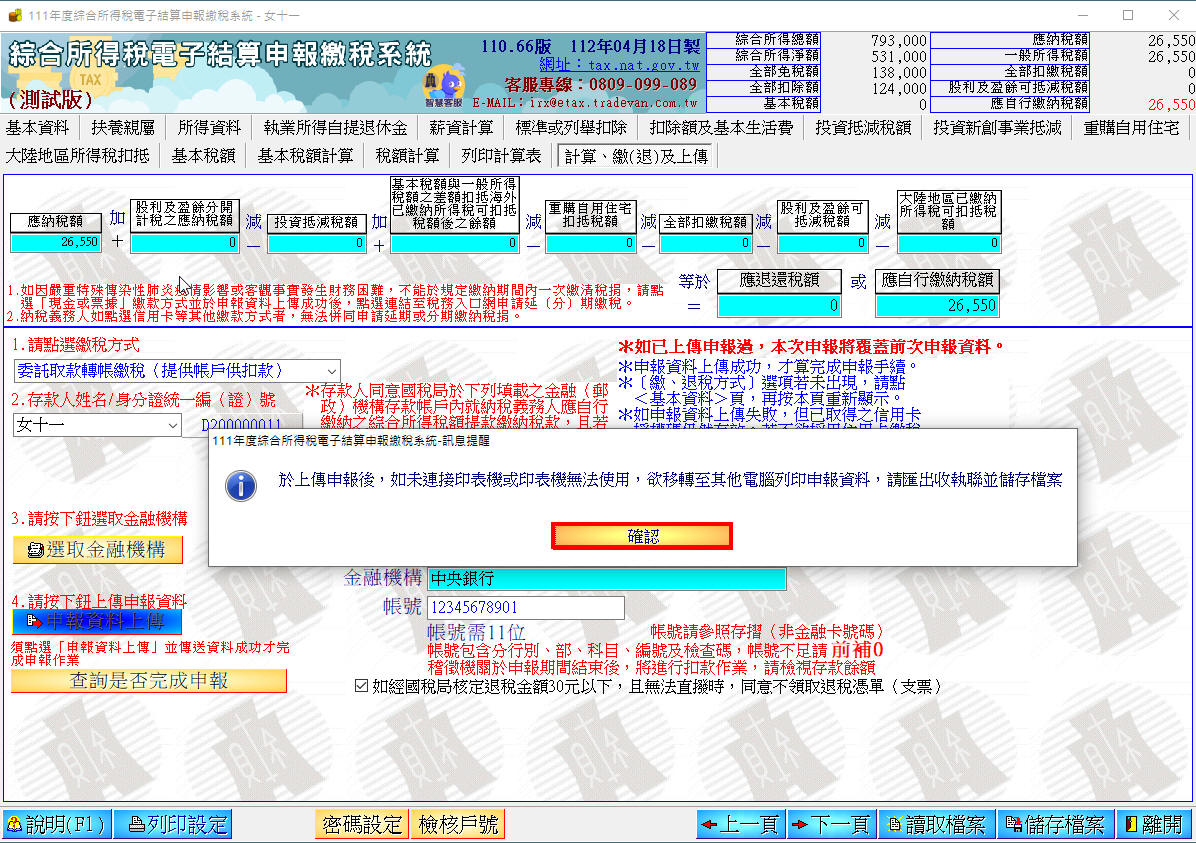 111年度綜合所得稅電子結算申報繳稅系統 - 女十一
綜合所得稅電子結算申報繳稅系統
(測試版)
TAX
智慧客服
110.66版 112年04月18日製
網址：tax.nat.gov.tw
客服專線：0809-099-089
E-MAIL：irx@etax.tradevan.com.tw
綜合所得總額 793,000 應納稅額 26,550
綜合所得淨額 531,000 一般所得稅額 26,550
全部免稅額 138,000 全部扣繳稅額 0
全部扣除額 124,000 股利及盈餘可抵減稅額 0
基本稅額 0 應自行繳納稅額 26,550
基本資料 扶養親屬 所得資料 執業所得自提退休金 薪資計算 標準或列舉扣除 扣除額及基本生活費 投資抵減稅額 投資新創事業抵減 重購自用住宅
大陸地區所得稅扣抵 基本稅額 基本稅額計算 稅額計算 列印計算表 計算、繳(退)及上傳
應納稅額
26,550
加
＋
股利及盈餘分開
計稅之應納稅額
0
減
－
投資抵減稅額
0
加
＋
基本稅額與一般所得
稅額之差額扣抵海外
已繳納所得稅可扣抵
稅額後之餘額
0
減
－
重購自用住宅
扣抵稅額
0
減
－
全部扣繳稅額
0
減
－
股利及盈餘可
抵減稅額
0
減
－
大陸地區已繳納
所得稅可扣抵稅
額
0
1.如因嚴重特殊傳染性肺炎疫情影響或客觀事實發生財務困難，不能於規定繳納期間內一次繳清稅捐，請點
選「現金或票據」繳款方式並於申報資料上傳成功後，點選連結至稅務入口網申請延（分）期繳稅。
2.納稅義務人如點選信用卡等其他繳款方式者，無法併同申請延期或分期繳納稅捐。
等於
＝
應退還稅額
0
或
應自行繳納稅額
26,550
1.請點選繳稅方式
委託取款轉帳繳稅（提供帳戶供扣款）
2.存款人姓名/身分證統一編（證）號
女十一 D200000011
＊存款人同意國稅局於下列填載之金融（郵
政）機構存款帳戶內就納稅義務人應自行
繳納之綜合所得稅額提款繳納稅款，且若
＊如已上傳申報過，本次申報將覆蓋前次申報資料。
＊申報資料上傳成功，才算完成申報手續。
＊〔繳、退稅方式〕選項若未出現，請點
＜基本資料＞頁，再按本頁重新顯示。
＊如申報資料上傳失敗，但已取得之信用卡
111年度綜合所得稅電子結算申報繳稅系統-訊息提醒
於上傳申報後，如未連接印表機或印表機無法使用，欲移轉至其他電腦列印申報資料，請匯出收執聯並儲存檔案
確認
3.請按下鈕選取金融機構
選取金融機構
金融機構 中央銀行
4.請按下鈕上傳申報資料
申報資料上傳
帳號 12345678901
帳號需11位 帳號請參照存摺（非金融卡號碼）
帳號包含分行別、部、科目、編號及檢查碼，帳號不足請 前補0
稽徵機關於申報期間結束後，將進行扣款作業，請檢視存款餘額
須點選「申報資料上傳」並傳送資料成功才完
成申報作業
查詢是否完成申報
如經國稅局核定退稅金額30元以下，且無法直撥時，同意不領取退稅憑單（支票）
說明(F1) 列印設定 密碼設定 檢核戶號 上一頁 下一頁 讀取檔案 儲存檔案 離開